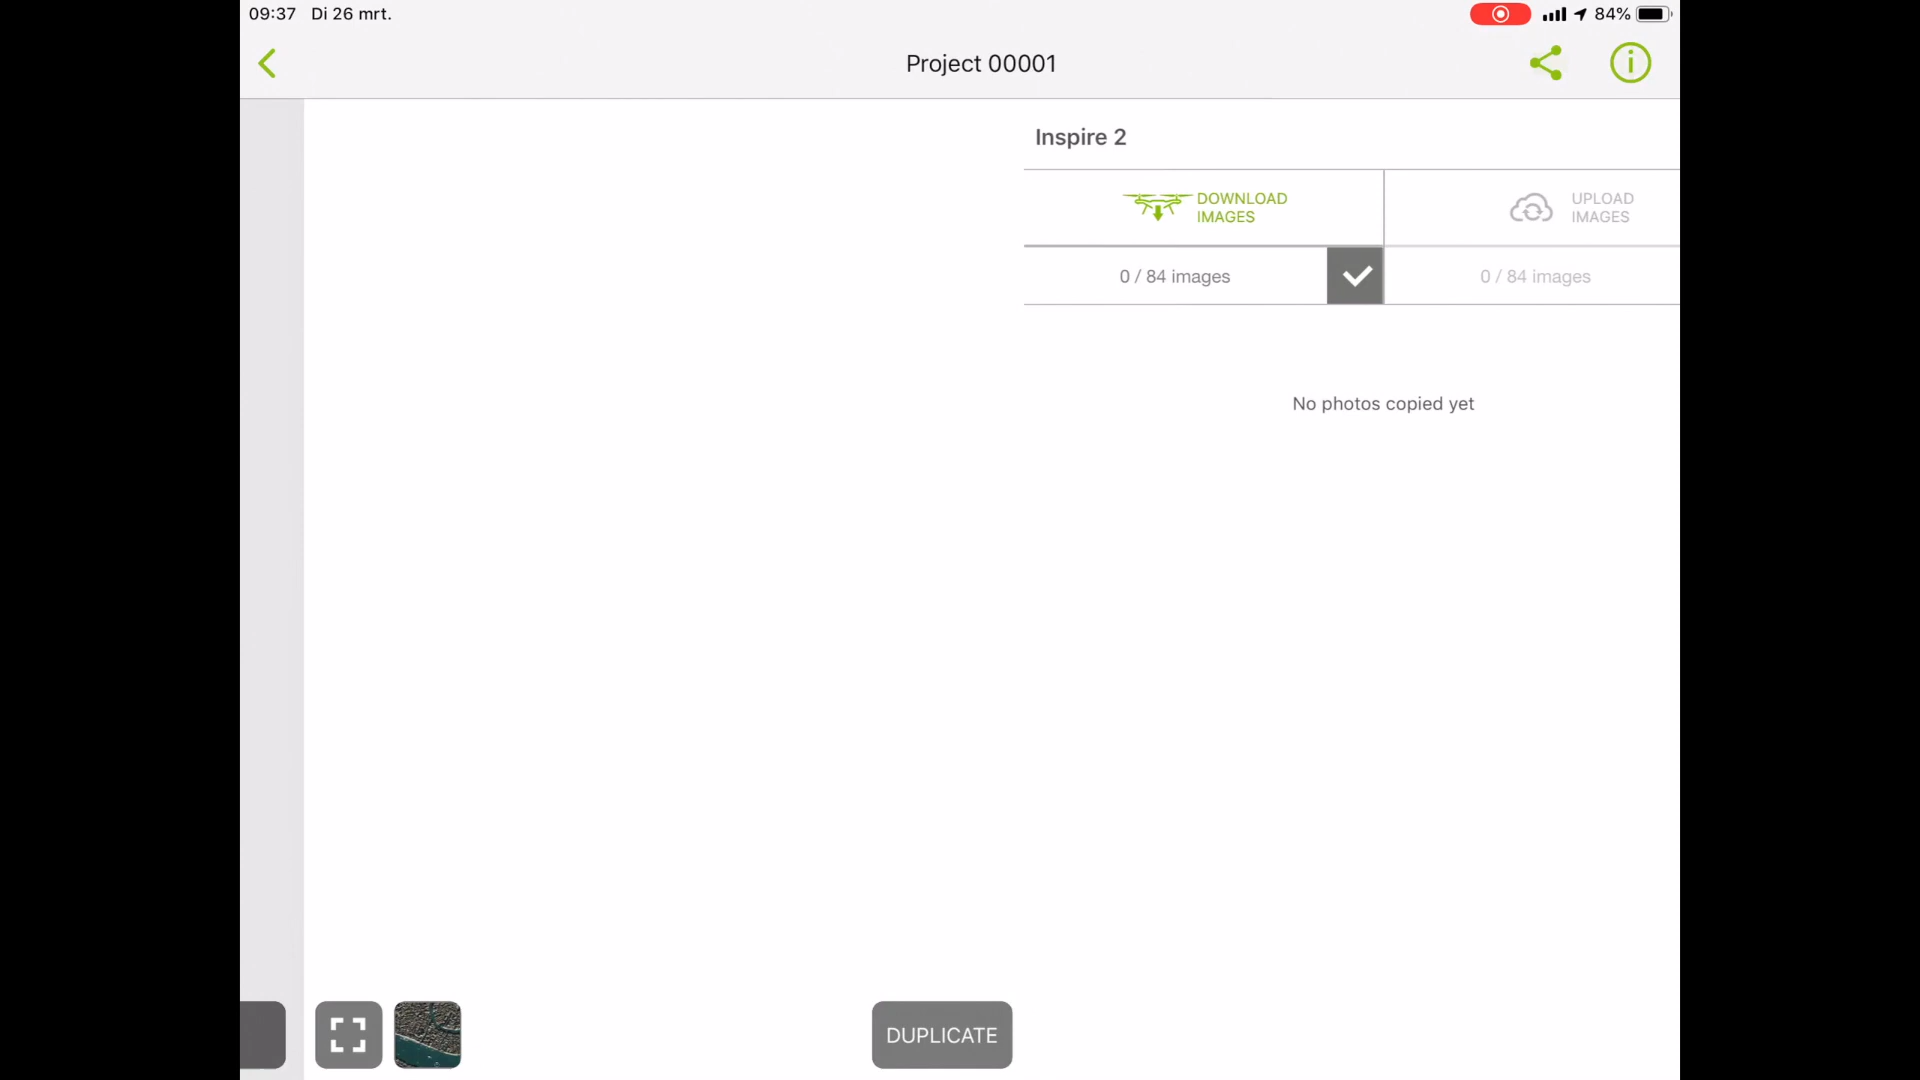 09:37 Di 26 mrt.
84%
Project 00001
Inspire 2
DOWNLOAD
IMAGES
UPLOAD
IMAGES
0 / 84 images
0 / 84 images
No photos copied yet
DUPLICATE